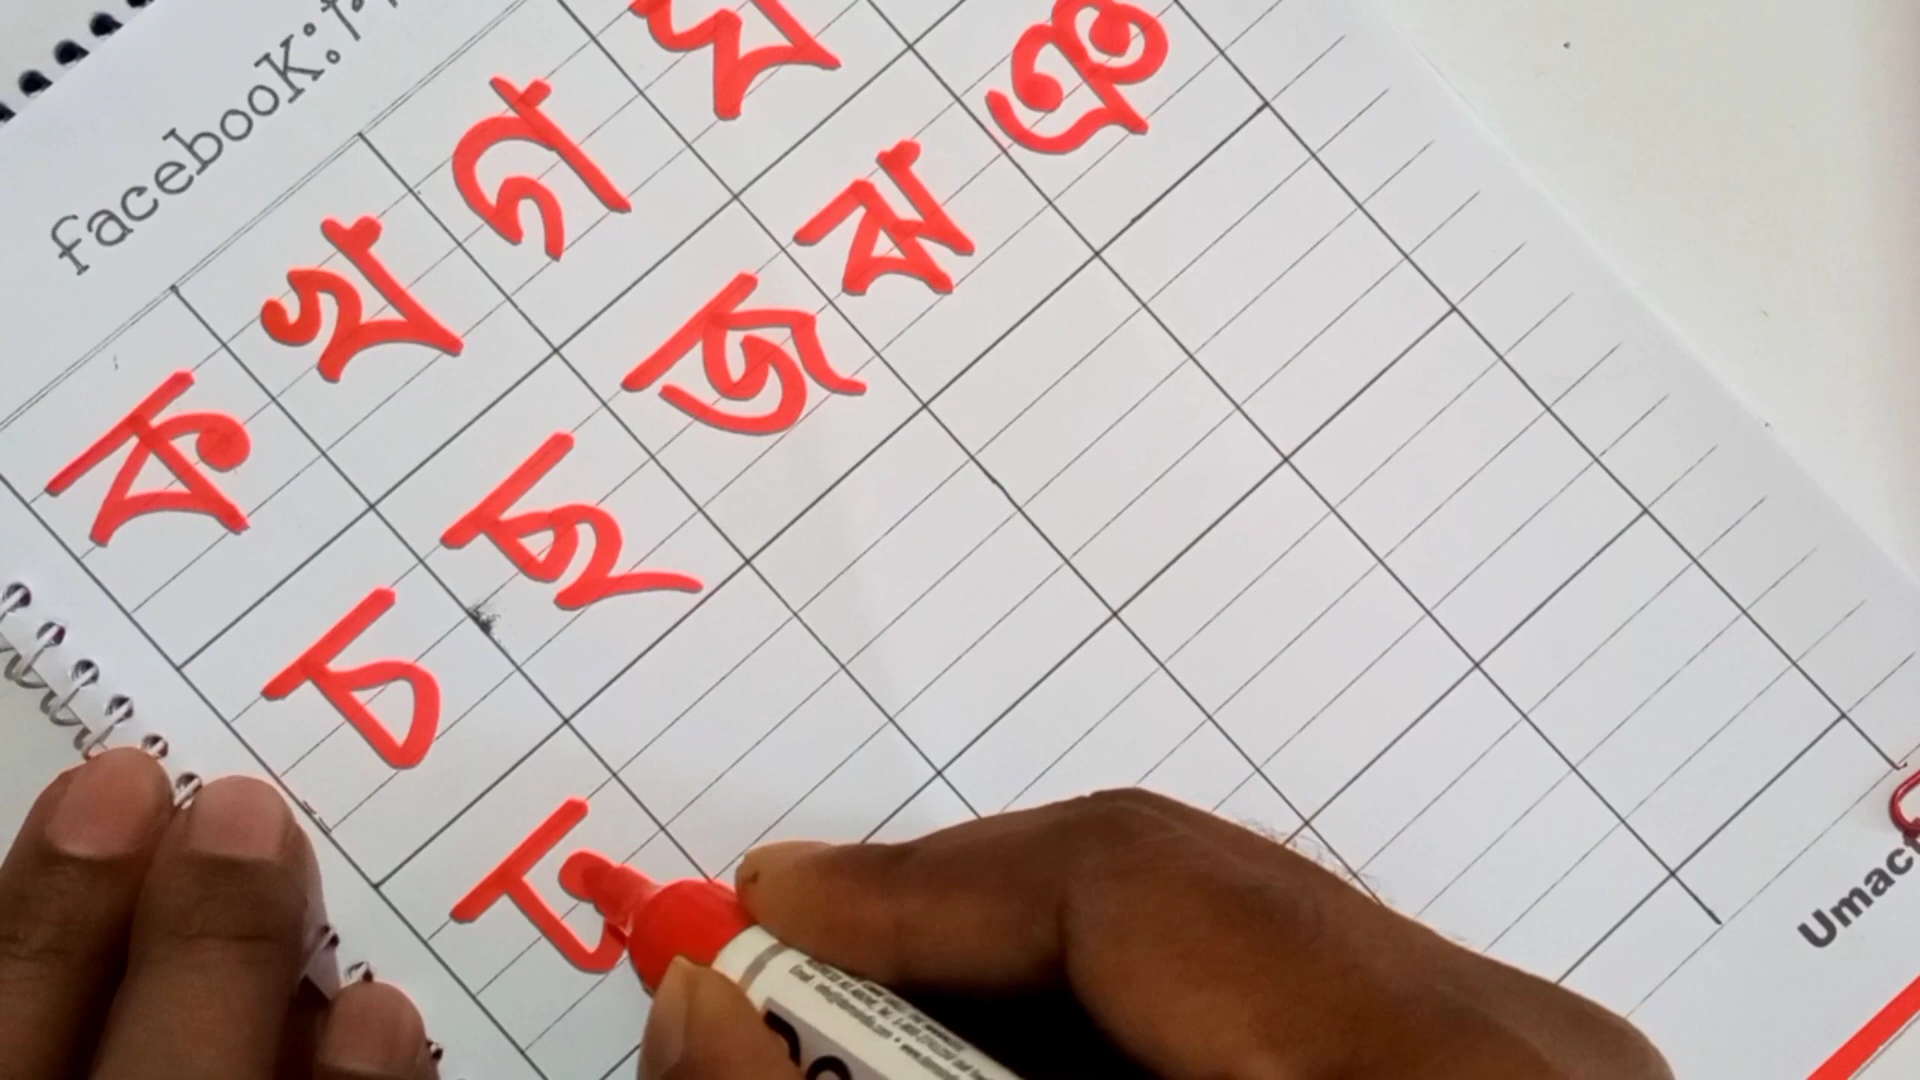 facebook:
ক খ গ ঘ
চ ছ জ ঝ ঞ